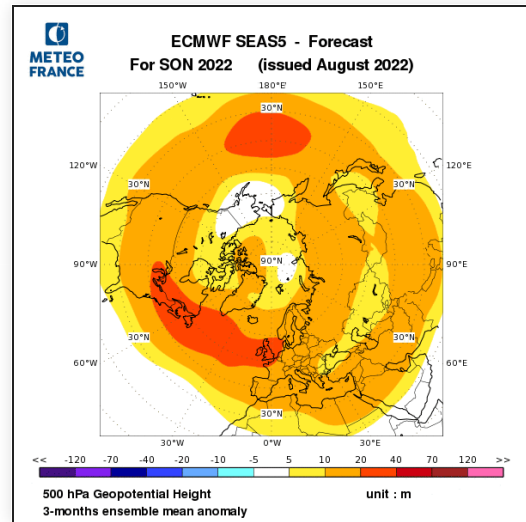 METEO
FRANCE
ECMWF SEAS5 - Forecast
For SON 2022 (issued August 2022)
150°W 180°E 150°E
30°N
120°W 120°E
30°N 30°N
90°W 90°N 90°E
30°N 30°N
60°W 60°E
30°N
30°W 0°W 30°E
<< -120 -70 -40 -20 -10 -5 5 10 20 40 70 120 >>
500 hPa Geopotential Height unit : m
3-months ensemble mean anomaly